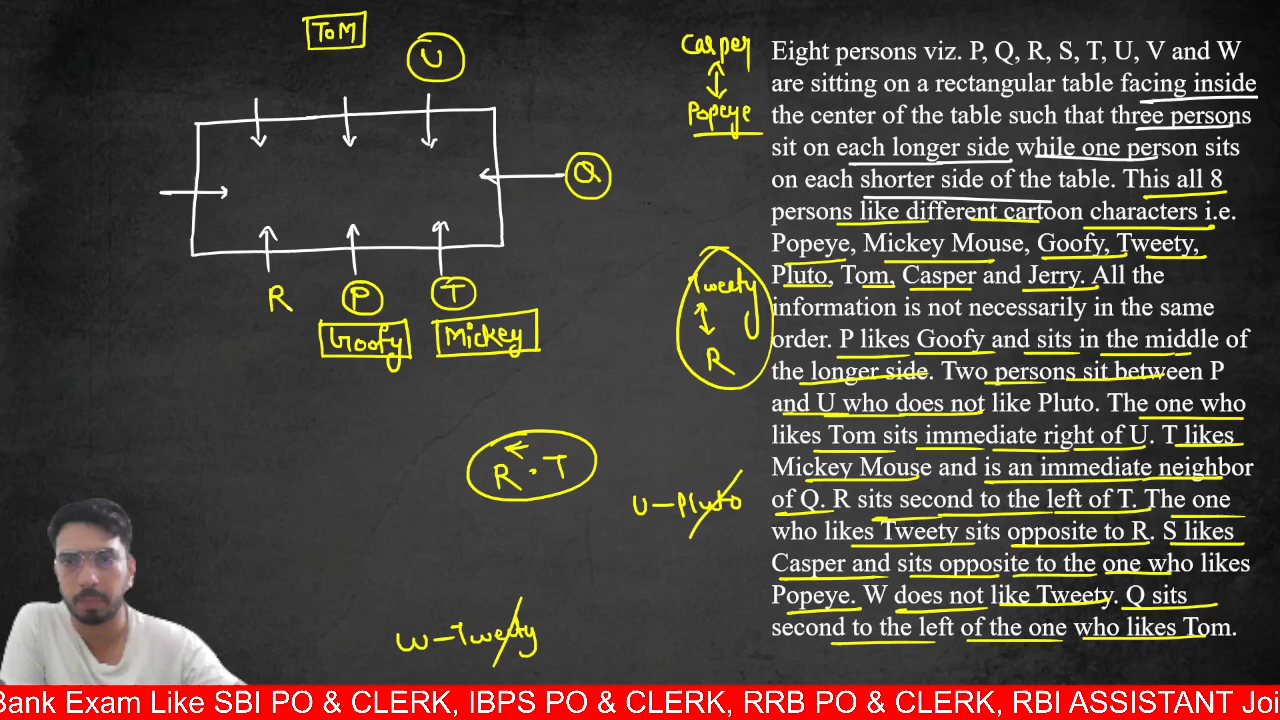 TOM
U
Q
R
P
T
Goofy
Mickey
R . T
W - Tweety
U - Pluto
Casper
Popeye
Tweety
R
Eight persons viz. P, Q, R, S, T, U, V and W
are sitting on a rectangular table facing inside
the center of the table such that three persons
sit on each longer side while one person sits
on each shorter side of the table. This all 8
persons like different cartoon characters i.e.
Popeye, Mickey Mouse, Goofy, Tweety,
Pluto, Tom, Casper and Jerry. All the
information is not necessarily in the same
order. P likes Goofy and sits in the middle of
the longer side. Two persons sit between P
and U who does not like Pluto. The one who
likes Tom sits immediate right of U. T likes
Mickey Mouse and is an immediate neighbor
of Q. R sits second to the left of T. The one
who likes Tweety sits opposite to R. S likes
Casper and sits opposite to the one who likes
Popeye. W does not like Tweety. Q sits
second to the left of the one who likes Tom.
Bank Exam Like SBI PO & CLERK, IBPS PO & CLERK, RRB PO & CLERK, RBI ASSISTANT Joi